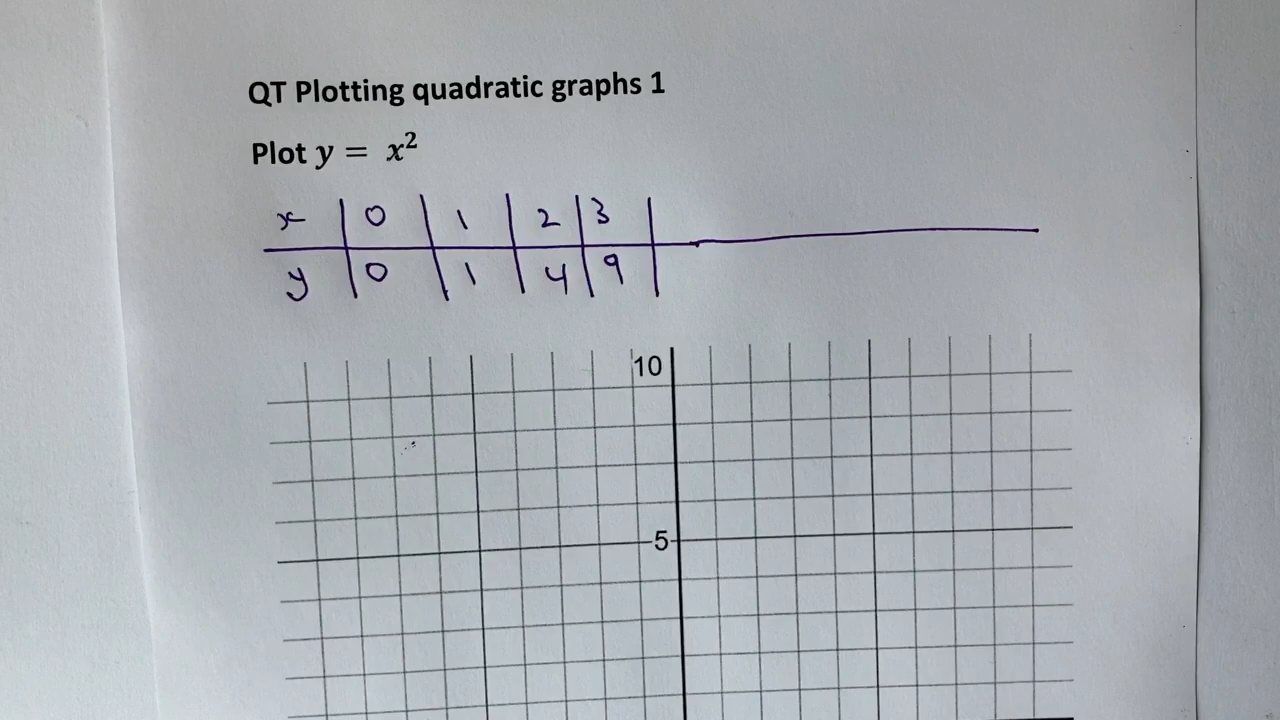 QT Plotting quadratic graphs 1
Plot y = x²
x 0 1 2 3
y 0 1 4 9
10
5